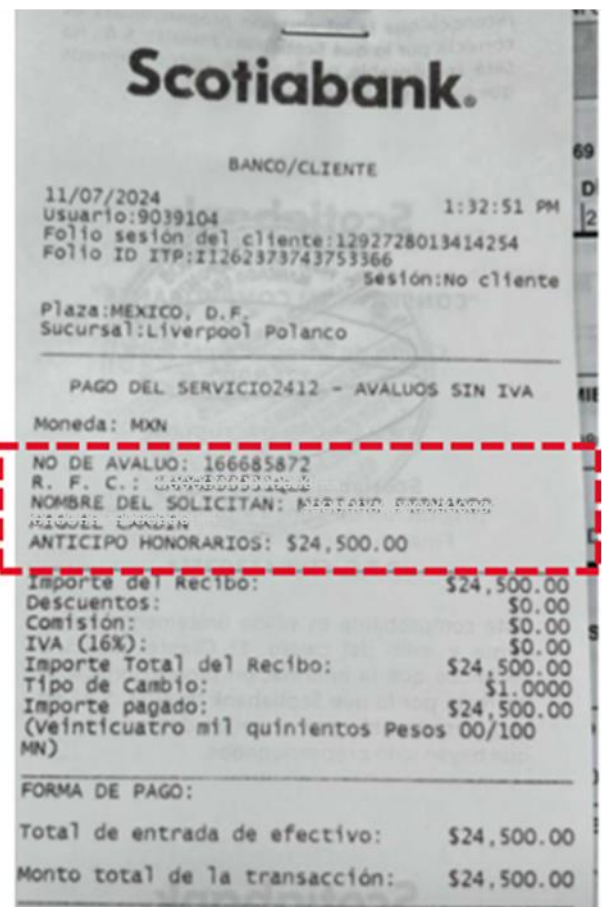 Scotiabank.
BANCO/CLIENTE
11/07/2024 1:32:51 PM
Usuario:9039104
Folio sesión del cliente:1292728013414254
Folio ID ITP:I12623743753366
Sesión:No cliente
Plaza:MEXICO, D.F.
Sucursal:Liverpool Polanco
PAGO DEL SERVICIO2412 - AVALUOS SIN IVA
Moneda: MXN
NO DE AVALUO: 166685872
R. F. C.:
NOMBRE DEL SOLICITAN:
ANTICIPO HONORARIOS: $24,500.00
Importe del Recibo: $24,500.00
Descuentos: $0.00
Comisión: $0.00
IVA (16%): $0.00
Importe Total del Recibo: $24,500.00
Tipo de Cambio: $1.0000
Importe pagado: $24,500.00
(Veinticuatro mil quinientos Pesos 00/100
MN)
FORMA DE PAGO:
Total de entrada de efectivo: $24,500.00
Monto total de la transacción: $24,500.00